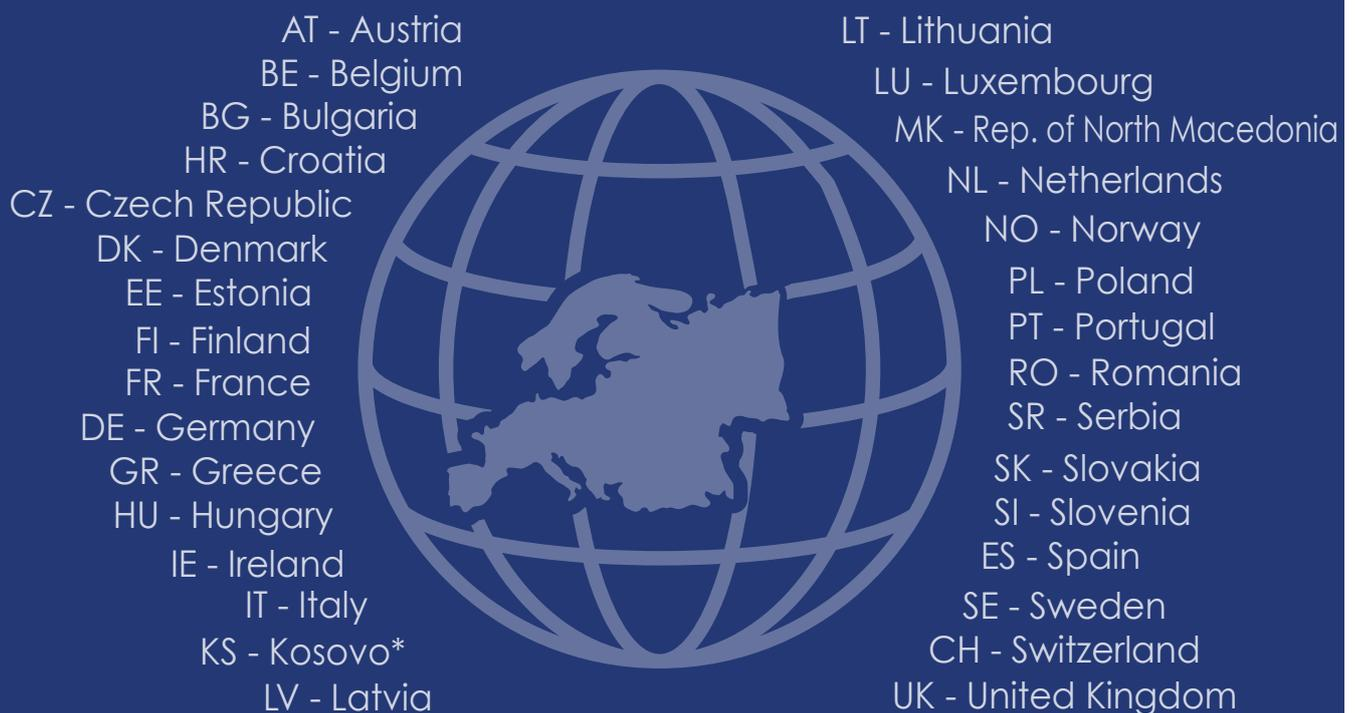 AT - Austria
BE - Belgium
BG - Bulgaria
HR - Croatia
CZ - Czech Republic
DK - Denmark
EE - Estonia
FI - Finland
FR - France
DE - Germany
GR - Greece
HU - Hungary
IE - Ireland
IT - Italy
KS - Kosovo*
LV - Latvia
LT - Lithuania
LU - Luxembourg
MK - Rep. of North Macedonia
NL - Netherlands
NO - Norway
PL - Poland
PT - Portugal
RO - Romania
SR - Serbia
SK - Slovakia
SI - Slovenia
ES - Spain
SE - Sweden
CH - Switzerland
UK - United Kingdom